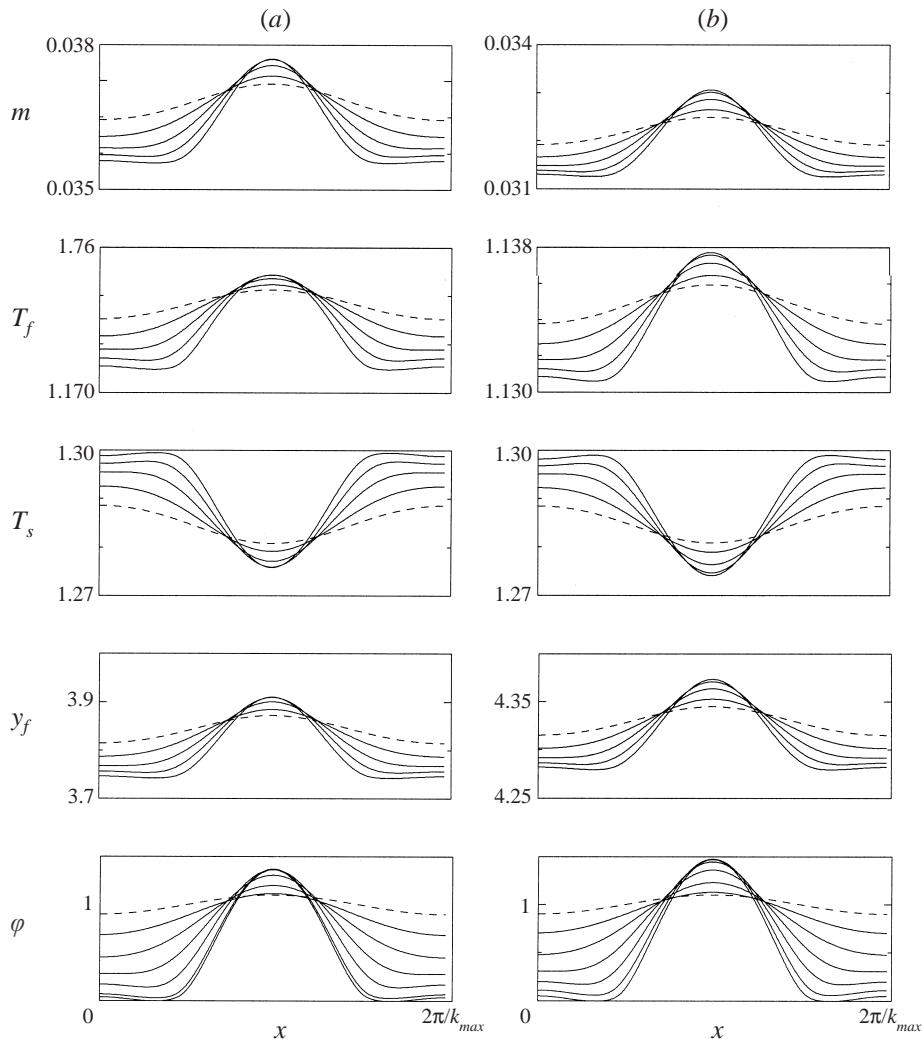 (a) (b)
0.038 0.034
m
0.035 0.031
1.76 1.138
T_f
1.170 1.130
1.30 1.30
T_s
1.27 1.27
3.9 4.35
y_f
3.7 4.25
1 1
φ
0 2π/k_max 0 2π/k_max
x x